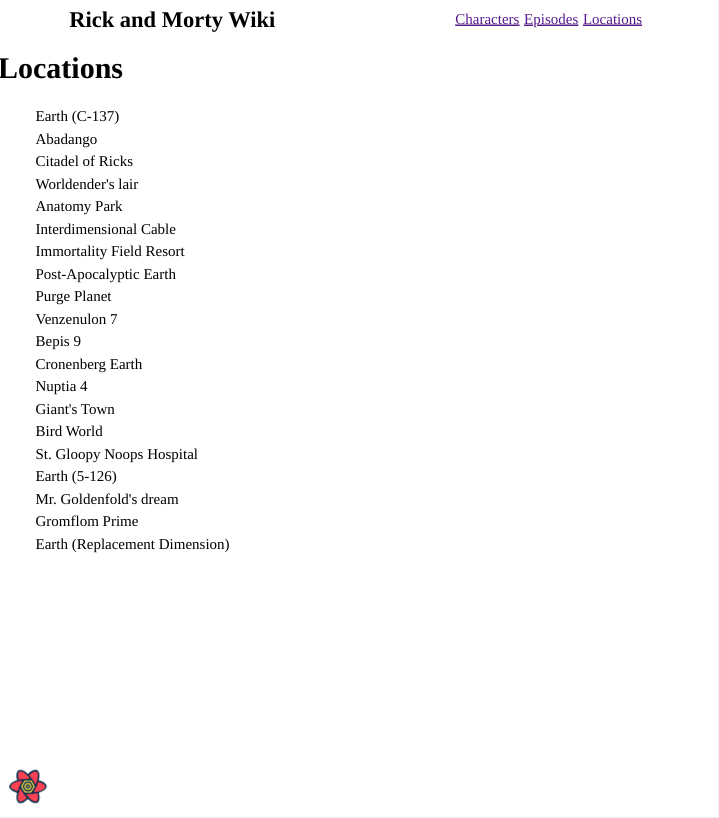 Rick and Morty Wiki
Characters Episodes Locations
Locations
Earth (C-137)
Abadango
Citadel of Ricks
Worldender's lair
Anatomy Park
Interdimensional Cable
Immortality Field Resort
Post-Apocalyptic Earth
Purge Planet
Venzenulon 7
Bepis 9
Cronenberg Earth
Nuptia 4
Giant's Town
Bird World
St. Gloopy Noops Hospital
Earth (5-126)
Mr. Goldenfold's dream
Gromflom Prime
Earth (Replacement Dimension)